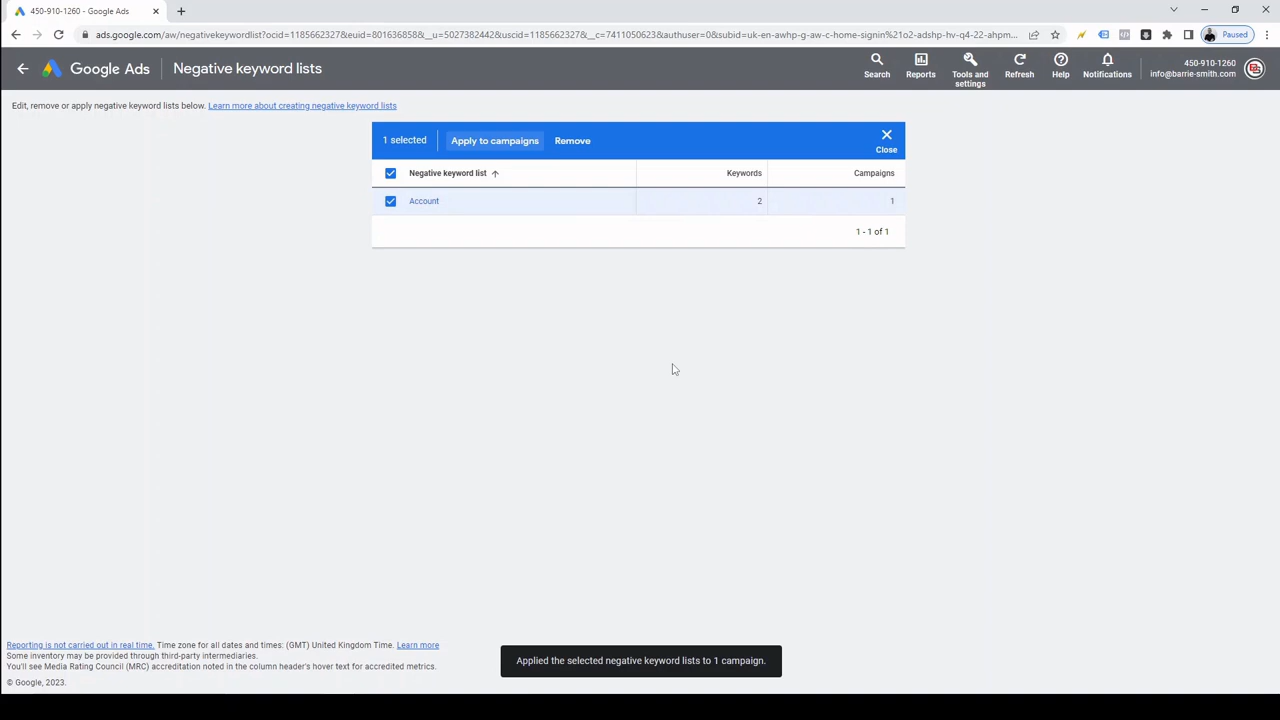 450-910-1260 - Google Ads
ads.google.com/aw/negativekeywordlist?ocid=1185662327&euid=801636858&__u=5027382442&uscid=1185662327&__c=7411050623&authuser=0&subid=uk-en-awhp-g-aw-c-home-signin%21o2-adshp-hv-q4-22-ahpm...
Paused
Google Ads
Negative keyword lists
Search
Reports
Tools and
settings
Refresh
Help
Notifications
450-910-1260
info@barrie-smith.com
Edit, remove or apply negative keyword lists below. Learn more about creating negative keyword lists
1 selected
Apply to campaigns
Remove
Close
Negative keyword list
Keywords
Campaigns
Account
2
1
1 - 1 of 1
Reporting is not carried out in real time. Time zone for all dates and times: (GMT) United Kingdom Time. Learn more
Some inventory may be provided through third-party intermediaries.
You'll see Media Rating Council (MRC) accreditation noted in the column header's hover text for accredited metrics.
© Google, 2023.
Applied the selected negative keyword lists to 1 campaign.